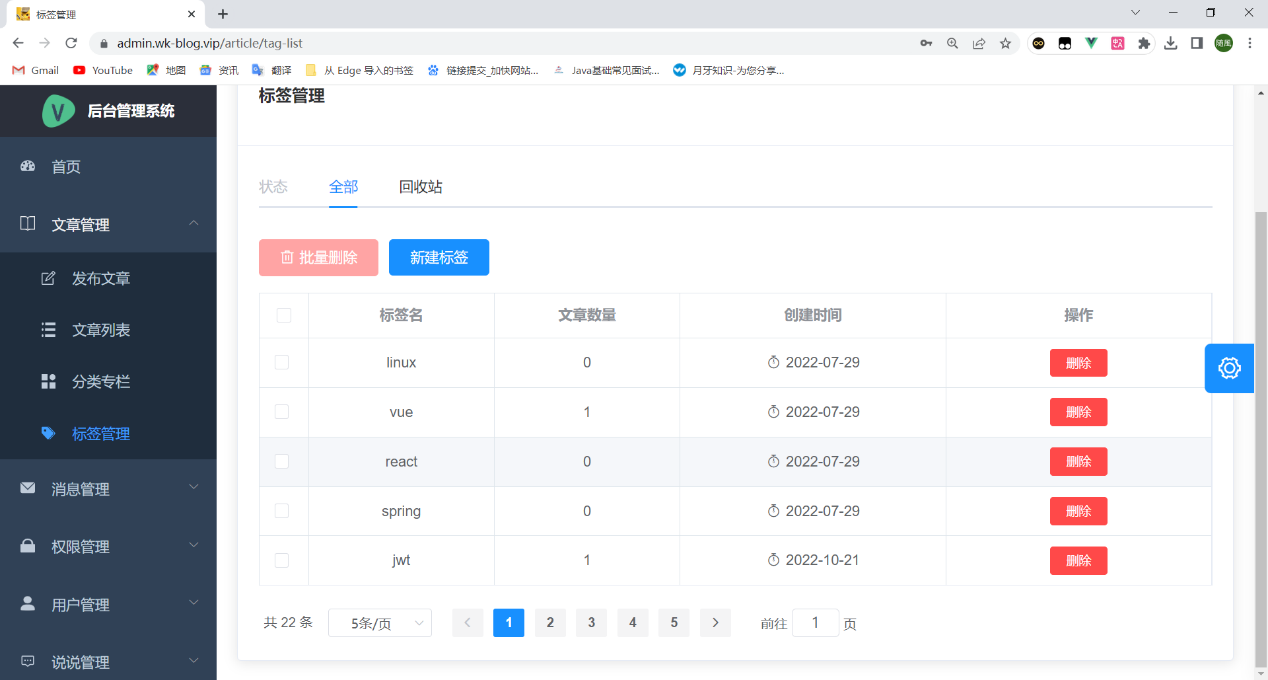 标签管理
admin.wk-blog.vip/article/tag-list
Gmail YouTube 地图 资讯 翻译 从 Edge 导入的书签 链接提交_加快网站... Java基础常见面试... 月牙知识-为您分享...
后台管理系统
首页
文章管理
发布文章
文章列表
分类专栏
标签管理
消息管理
权限管理
用户管理
说说管理
标签管理
状态 全部 回收站
批量删除 新建标签
标签名 文章数量 创建时间 操作
linux 0 2022-07-29 删除
vue 1 2022-07-29 删除
react 0 2022-07-29 删除
spring 0 2022-07-29 删除
jwt 1 2022-10-21 删除
共 22 条 5条/页 1 2 3 4 5 前往 1 页